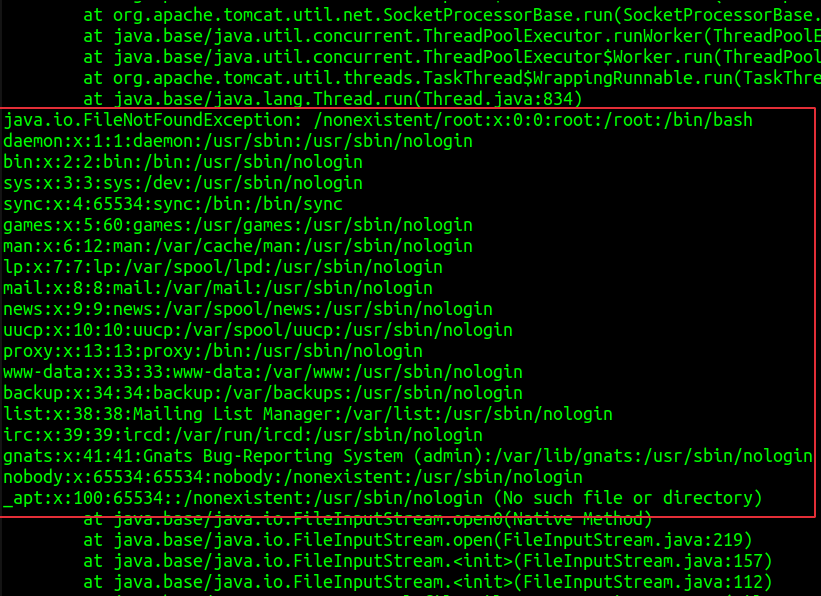 at org.apache.tomcat.util.net.SocketProcessorBase.run(SocketProcessorBase.
at java.base/java.util.concurrent.ThreadPoolExecutor.runWorker(ThreadPoolE
at java.base/java.util.concurrent.ThreadPoolExecutor$Worker.run(ThreadPool
at org.apache.tomcat.util.threads.TaskThread$WrappingRunnable.run(TaskThre
at java.base/java.lang.Thread.run(Thread.java:834)
java.io.FileNotFoundException: /nonexistent/root:x:0:0:root:/root:/bin/bash
daemon:x:1:1:daemon:/usr/sbin:/usr/sbin/nologin
bin:x:2:2:bin:/bin:/usr/sbin/nologin
sys:x:3:3:sys:/dev:/usr/sbin/nologin
sync:x:4:65534:sync:/bin:/bin/sync
games:x:5:60:games:/usr/games:/usr/sbin/nologin
man:x:6:12:man:/var/cache/man:/usr/sbin/nologin
lp:x:7:7:lp:/var/spool/lpd:/usr/sbin/nologin
mail:x:8:8:mail:/var/mail:/usr/sbin/nologin
news:x:9:9:news:/var/spool/news:/usr/sbin/nologin
uucp:x:10:10:uucp:/var/spool/uucp:/usr/sbin/nologin
proxy:x:13:13:proxy:/bin:/usr/sbin/nologin
www-data:x:33:33:www-data:/var/www:/usr/sbin/nologin
backup:x:34:34:backup:/var/backups:/usr/sbin/nologin
list:x:38:38:Mailing List Manager:/var/list:/usr/sbin/nologin
irc:x:39:39:ircd:/var/run/ircd:/usr/sbin/nologin
gnats:x:41:41:Gnats Bug-Reporting System (admin):/var/lib/gnats:/usr/sbin/nologin
nobody:x:65534:65534:nobody:/nonexistent:/usr/sbin/nologin
_apt:x:100:65534::/nonexistent:/usr/sbin/nologin (No such file or directory)
at java.base/java.io.FileInputStream.open0(Native Method)
at java.base/java.io.FileInputStream.open(FileInputStream.java:219)
at java.base/java.io.FileInputStream.<init>(FileInputStream.java:157)
at java.base/java.io.FileInputStream.<init>(FileInputStream.java:112)